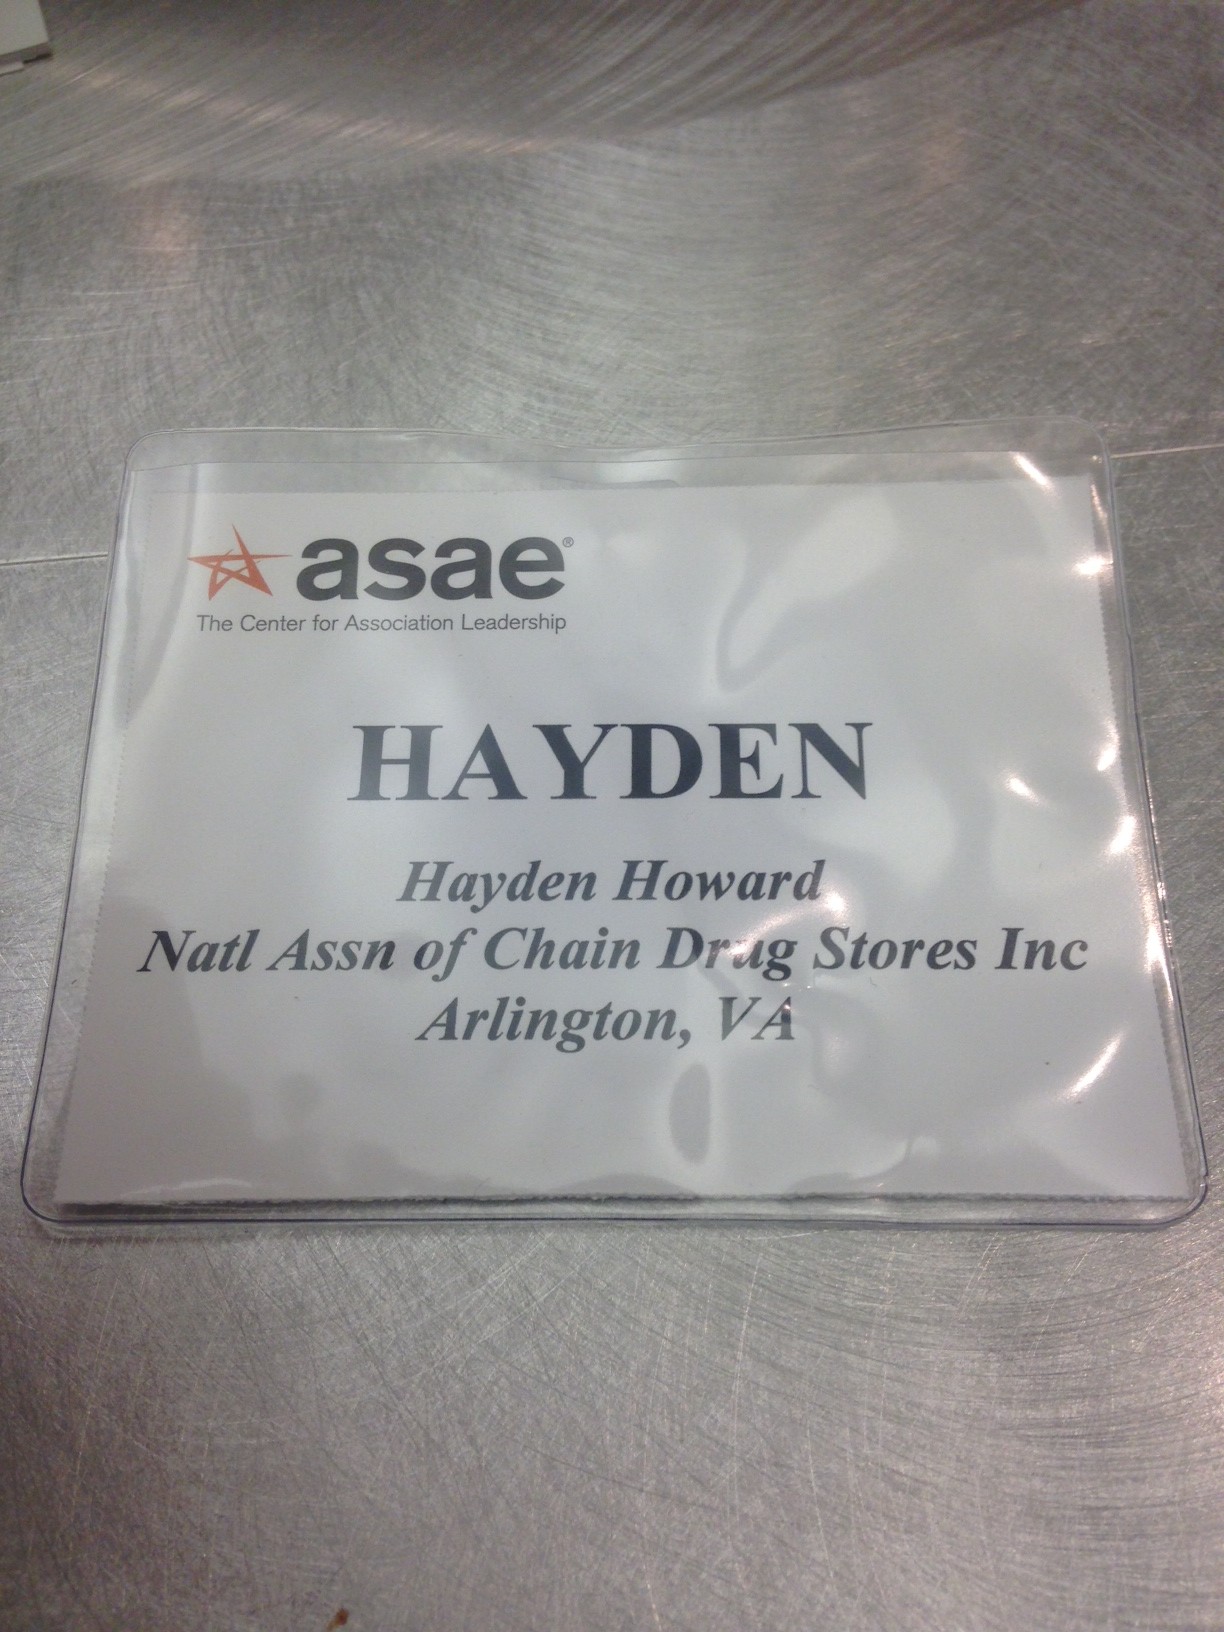 asae®
The Center for Association Leadership
HAYDEN
Hayden Howard
Natl Assn of Chain Drug Stores Inc
Arlington, VA